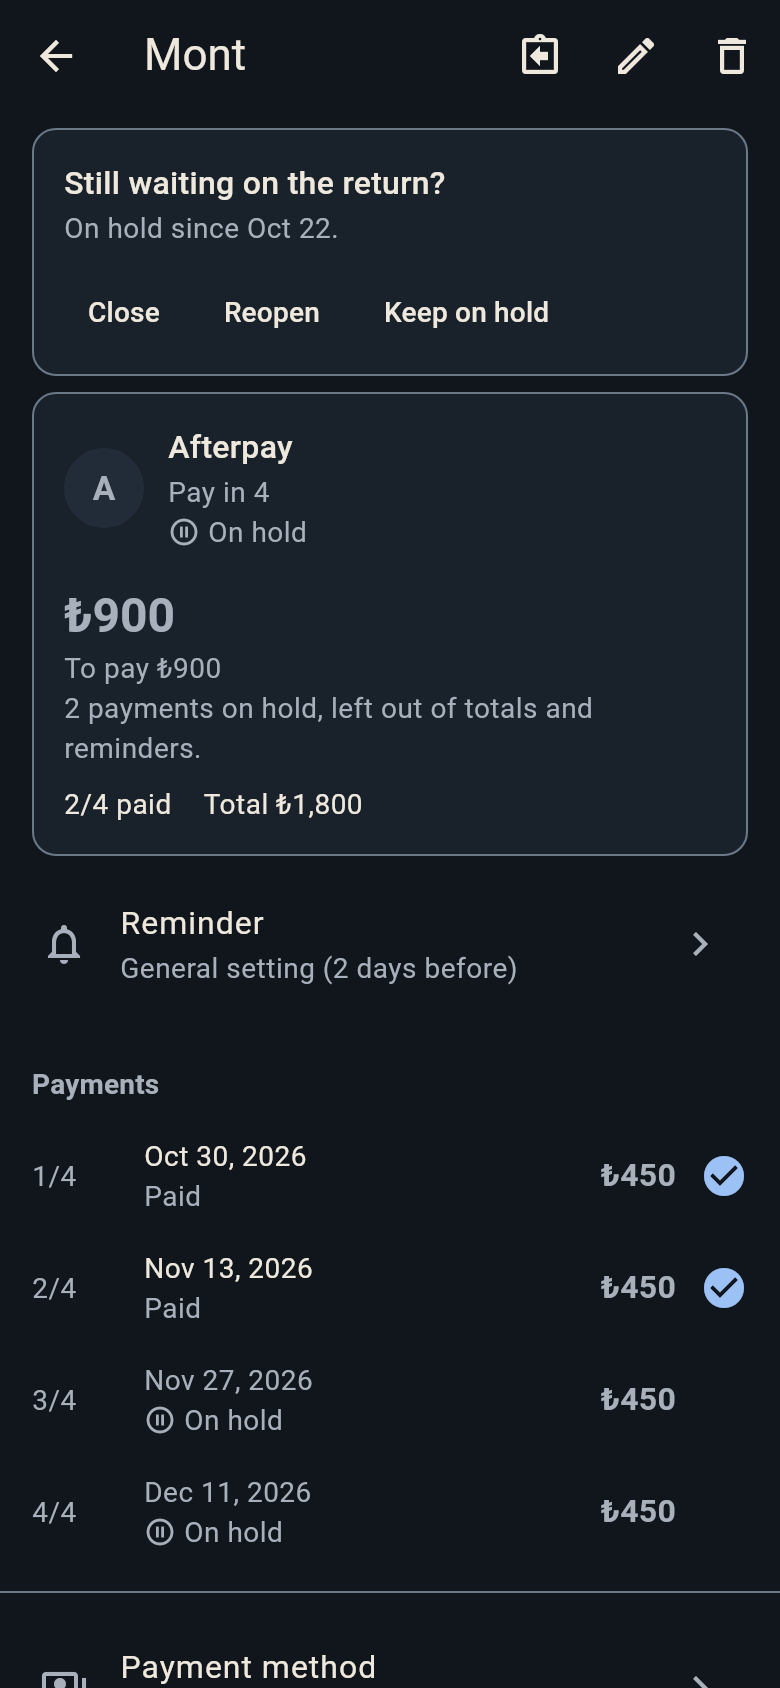 Mont
Still waiting on the return?
On hold since Oct 22.
Close Reopen Keep on hold
A
Afterpay
Pay in 4
On hold
₺900
To pay ₺900
2 payments on hold, left out of totals and
reminders.
2/4 paid Total ₺1,800
Reminder
General setting (2 days before)
Payments
1/4 Oct 30, 2026 ₺450
Paid
2/4 Nov 13, 2026 ₺450
Paid
3/4 Nov 27, 2026 ₺450
On hold
4/4 Dec 11, 2026 ₺450
On hold
Payment method